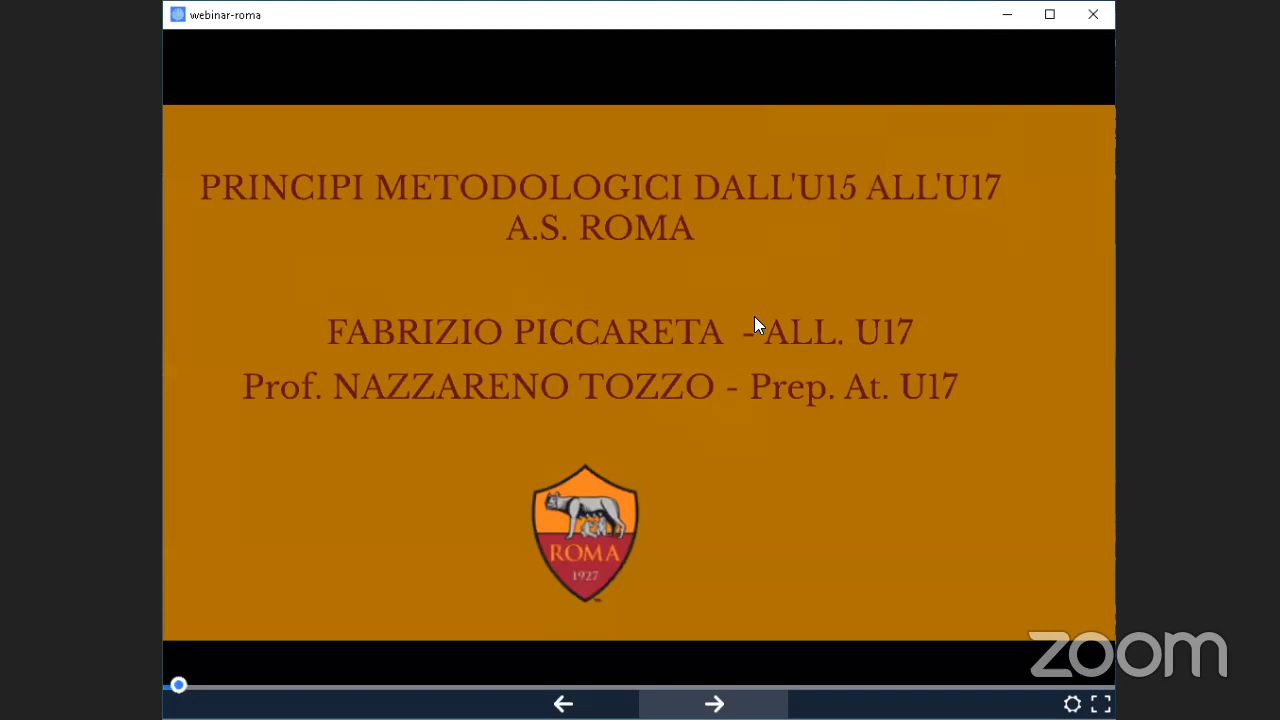 webinar-roma
PRINCIPI METODOLOGICI DALL'U15 ALL'U17
A.S. ROMA
FABRIZIO PICCARETA - ALL. U17
Prof. NAZZARENO TOZZO - Prep. At. U17
ROMA
1927
zoom